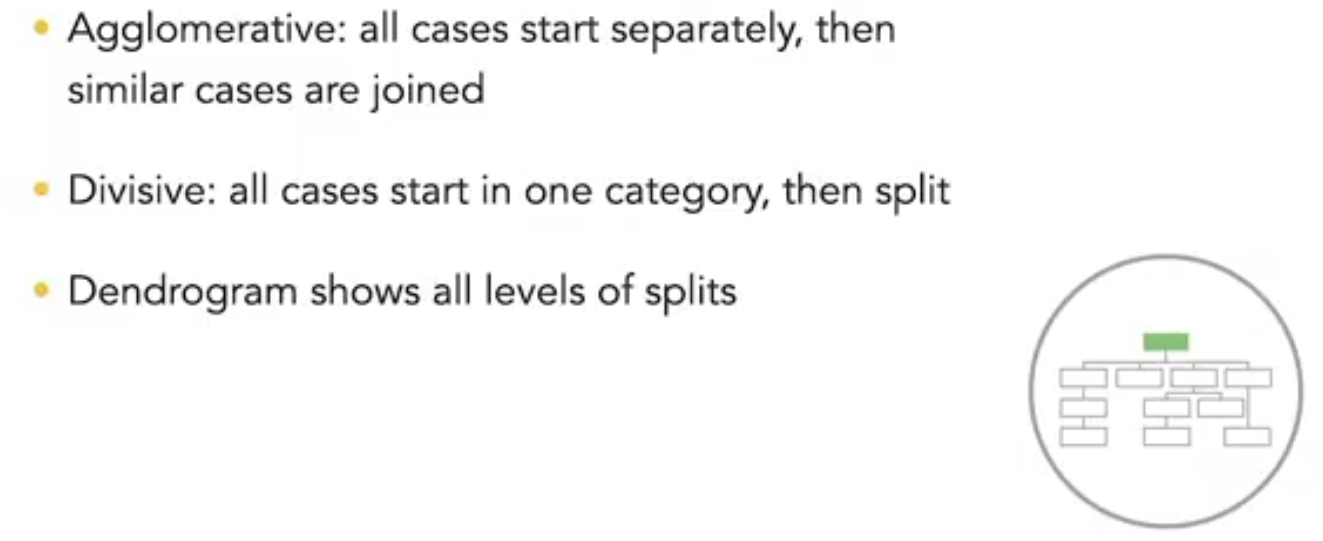 • Agglomerative: all cases start separately, then
similar cases are joined
• Divisive: all cases start in one category, then split
• Dendrogram shows all levels of splits